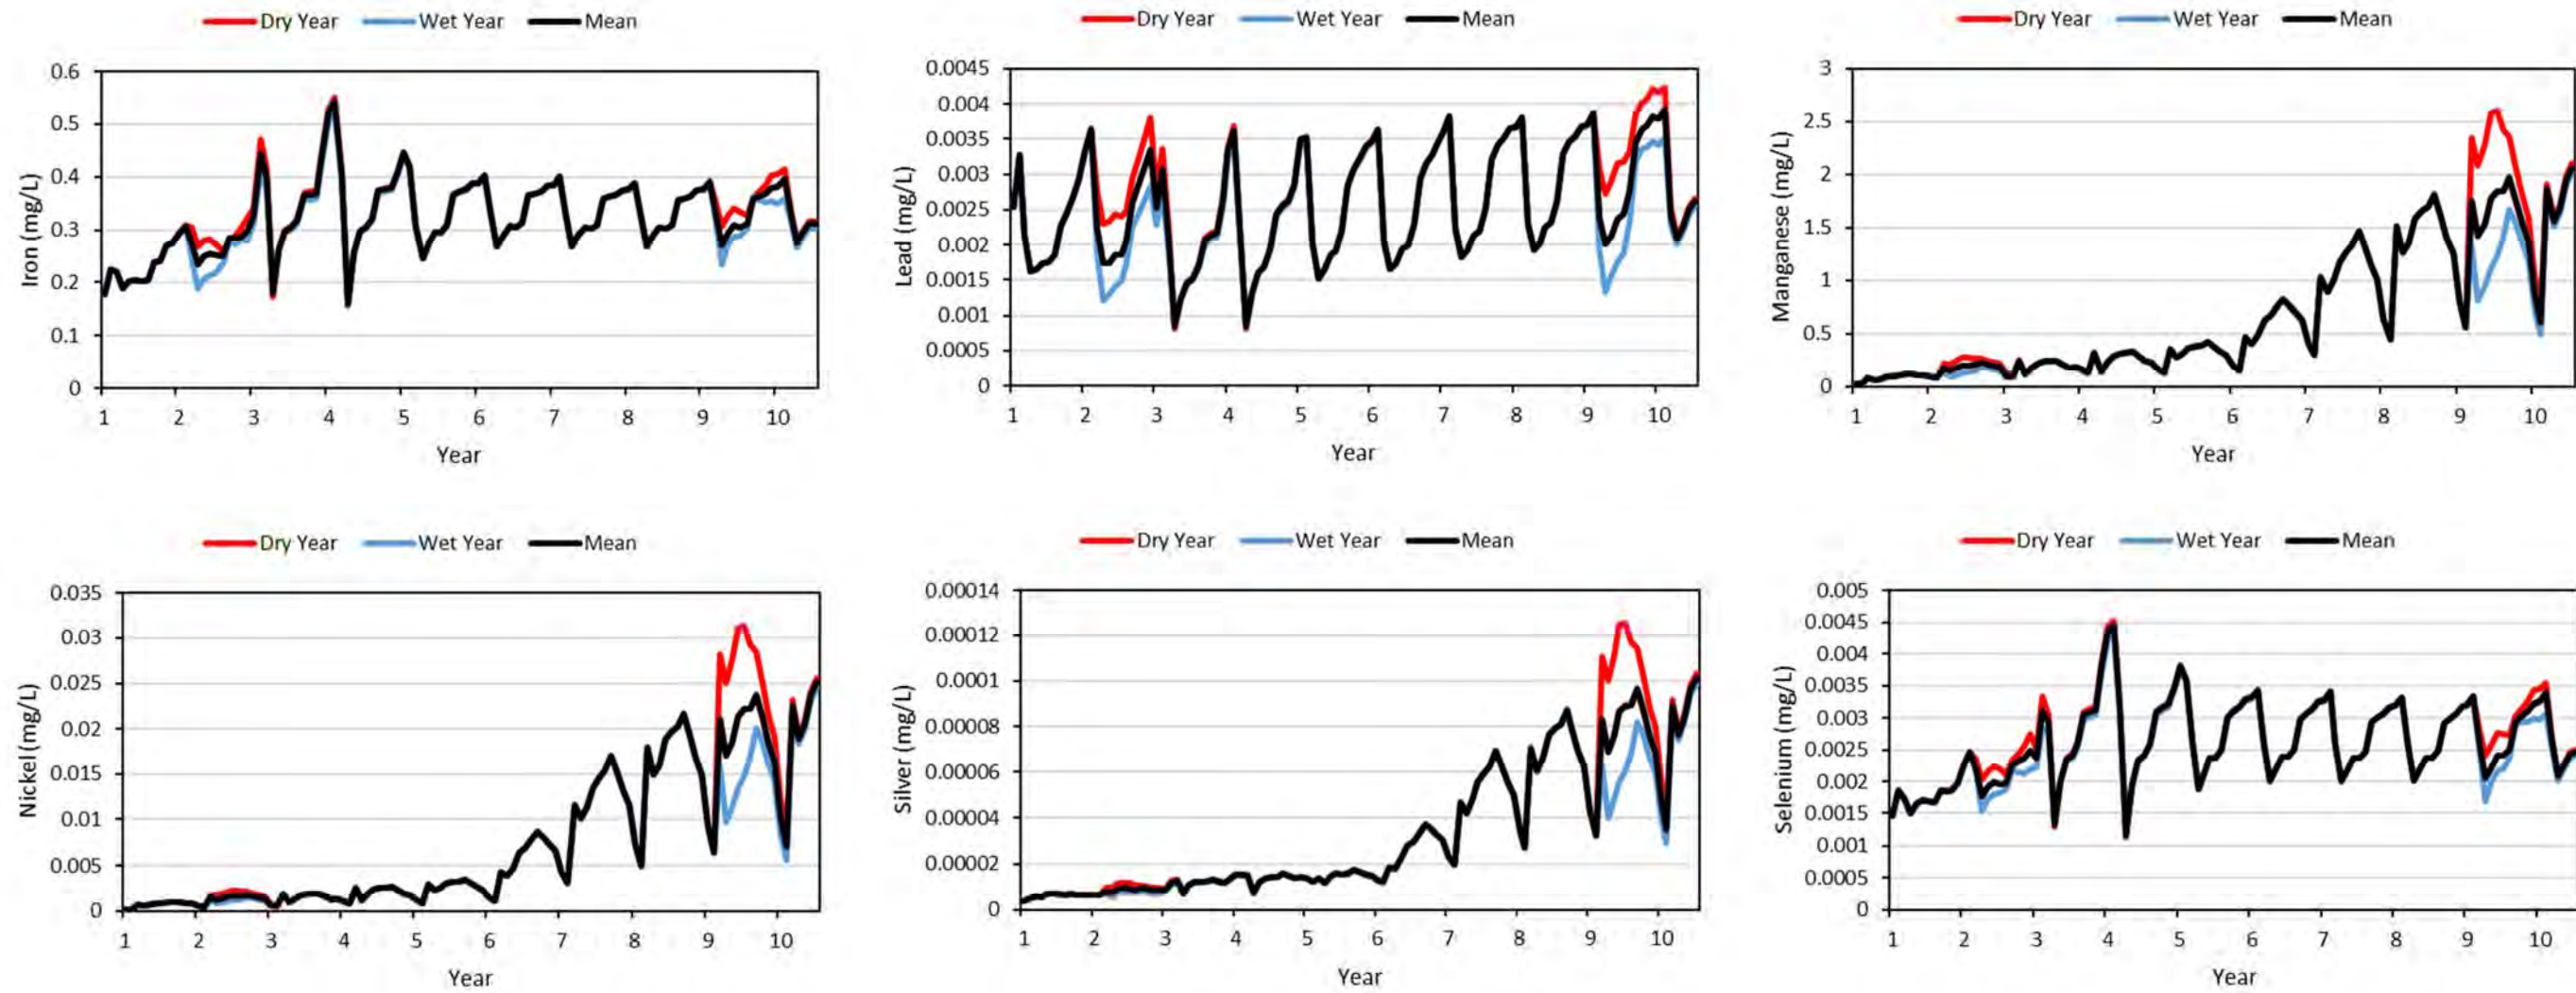 Dry Year Wet Year Mean
0.6
0.5
0.4
0.3
0.2
0.1
0
Iron (mg/L)
1 2 3 4 5 6 7 8 9 10
Year
Dry Year Wet Year Mean
0.0045
0.004
0.0035
0.003
0.0025
0.002
0.0015
0.001
0.0005
0
Lead (mg/L)
1 2 3 4 5 6 7 8 9 10
Year
Dry Year Wet Year Mean
3
2.5
2
1.5
1
0.5
0
Manganese (mg/L)
1 2 3 4 5 6 7 8 9 10
Year
Dry Year Wet Year Mean
0.035
0.03
0.025
0.02
0.015
0.01
0.005
0
Nickel (mg/L)
1 2 3 4 5 6 7 8 9 10
Year
Dry Year Wet Year Mean
0.00014
0.00012
0.0001
0.00008
0.00006
0.00004
0.00002
0
Silver (mg/L)
1 2 3 4 5 6 7 8 9 10
Year
Dry Year Wet Year Mean
0.005
0.0045
0.004
0.0035
0.003
0.0025
0.002
0.0015
0.001
0.0005
0
Selenium (mg/L)
1 2 3 4 5 6 7 8 9 10
Year